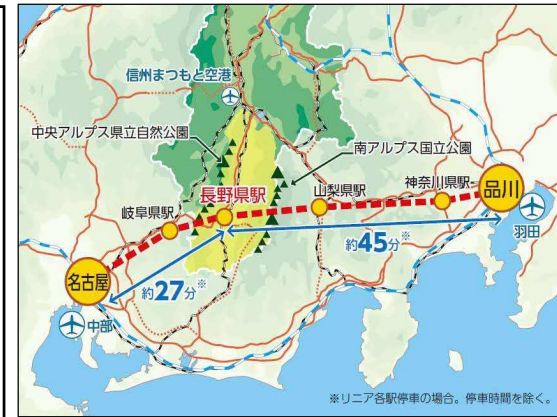 信州まつもと空港
中央アルプス県立自然公園
南アルプス国立公園
長野県駅
山梨県駅
神奈川県駅
品川
岐阜県駅
羽田
約45分※
名古屋
約27分※
中部
※リニア各駅停車の場合。停車時間を除く。